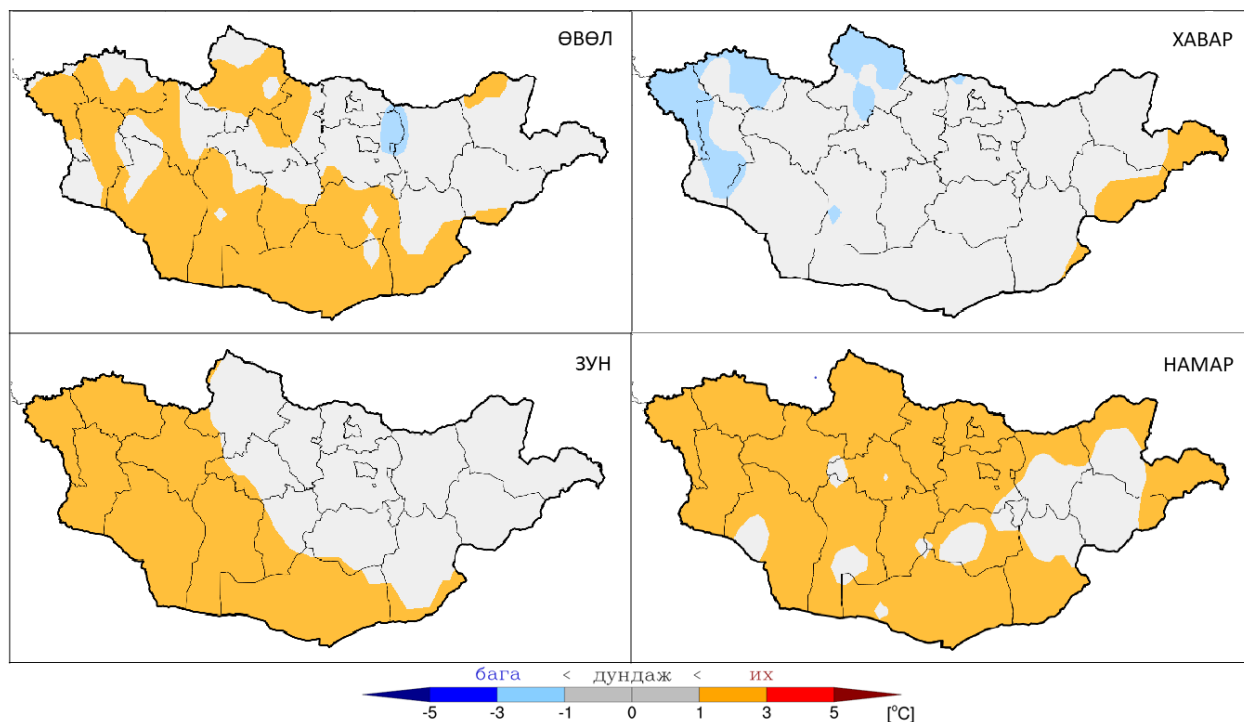 ӨВӨЛ
ХАВАР
ЗУН
НАМАР
бага < дундаж < их
-5 -3 -1 0 1 3 5 [°C]